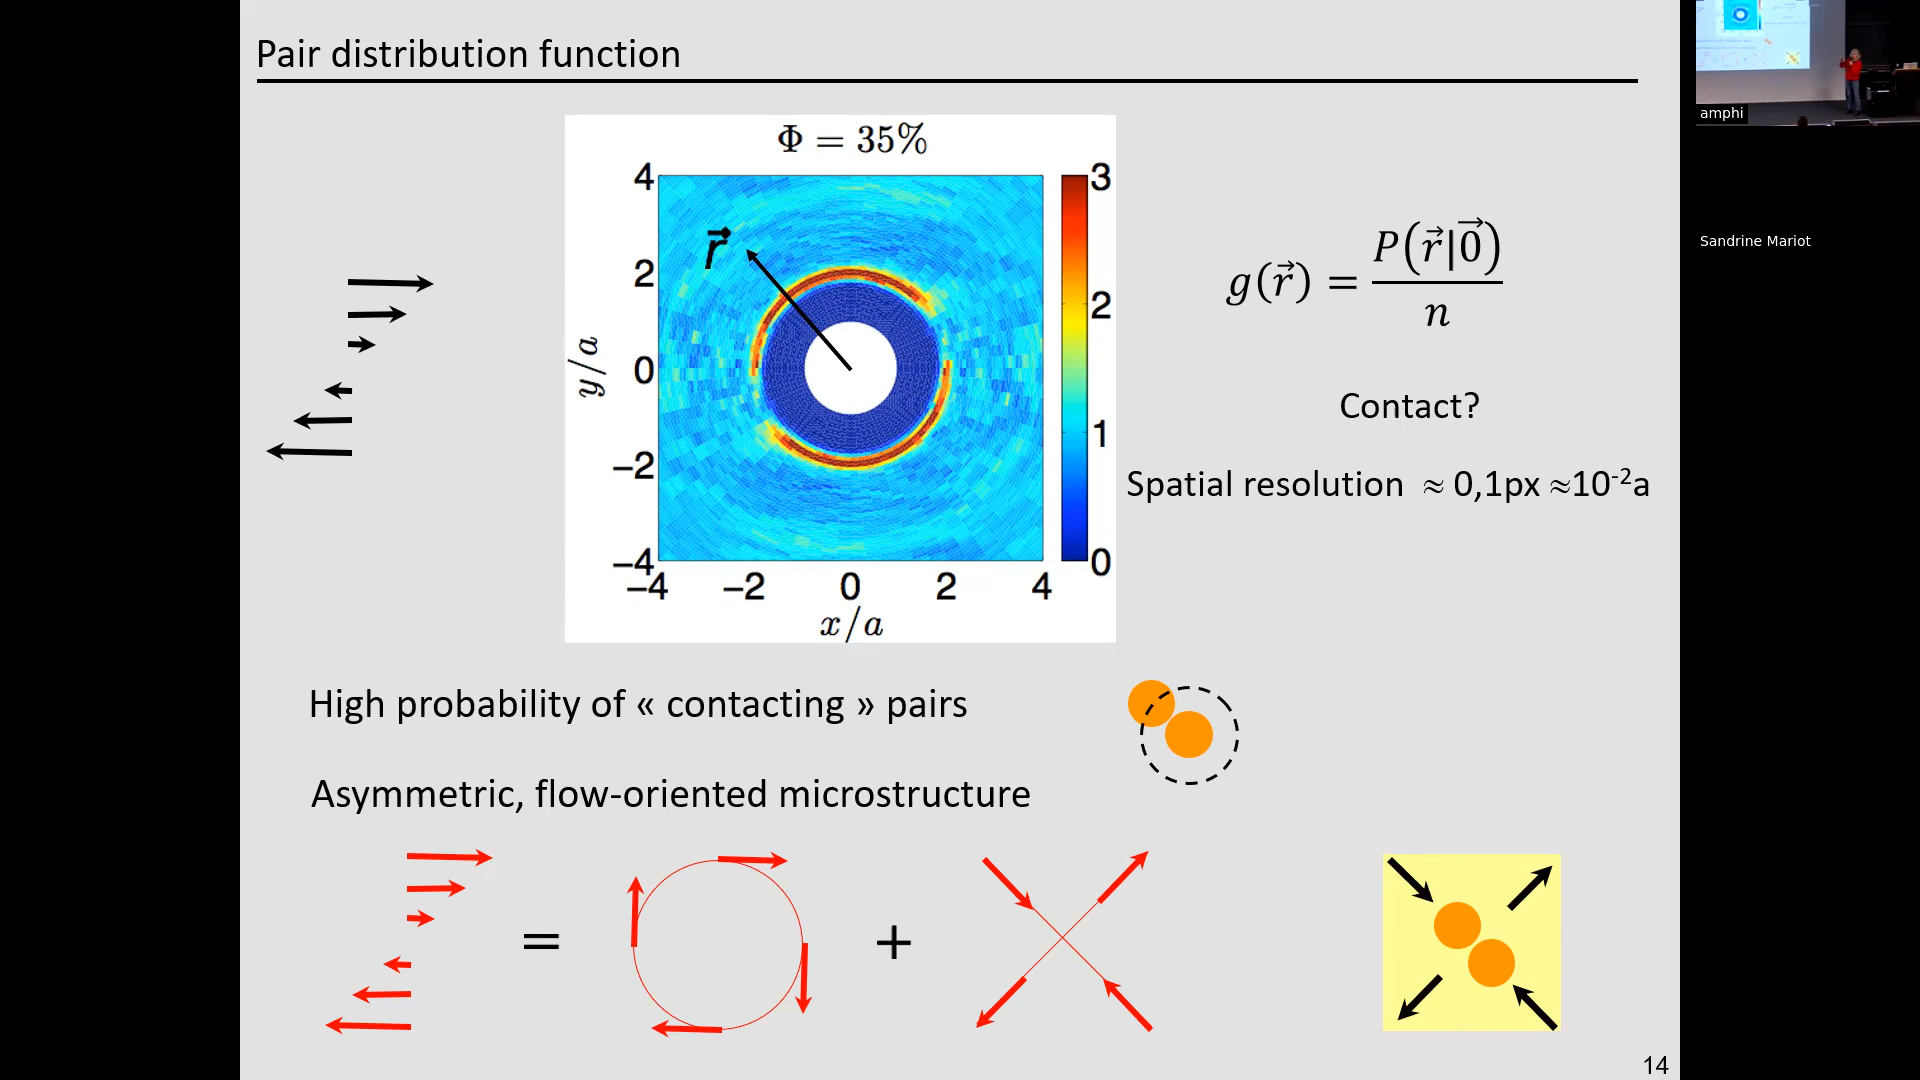 Pair distribution function
Φ = 35%
4
2
0
−2
−4
−4 −2 0 2 4
x/a
y/a
r⃗
3
2
1
0
g(r⃗) = P(r⃗|0⃗) / n
Contact?
Spatial resolution ≈ 0,1px ≈10⁻²a
High probability of « contacting » pairs
Asymmetric, flow-oriented microstructure
= +
14
amphi
Sandrine Mariot